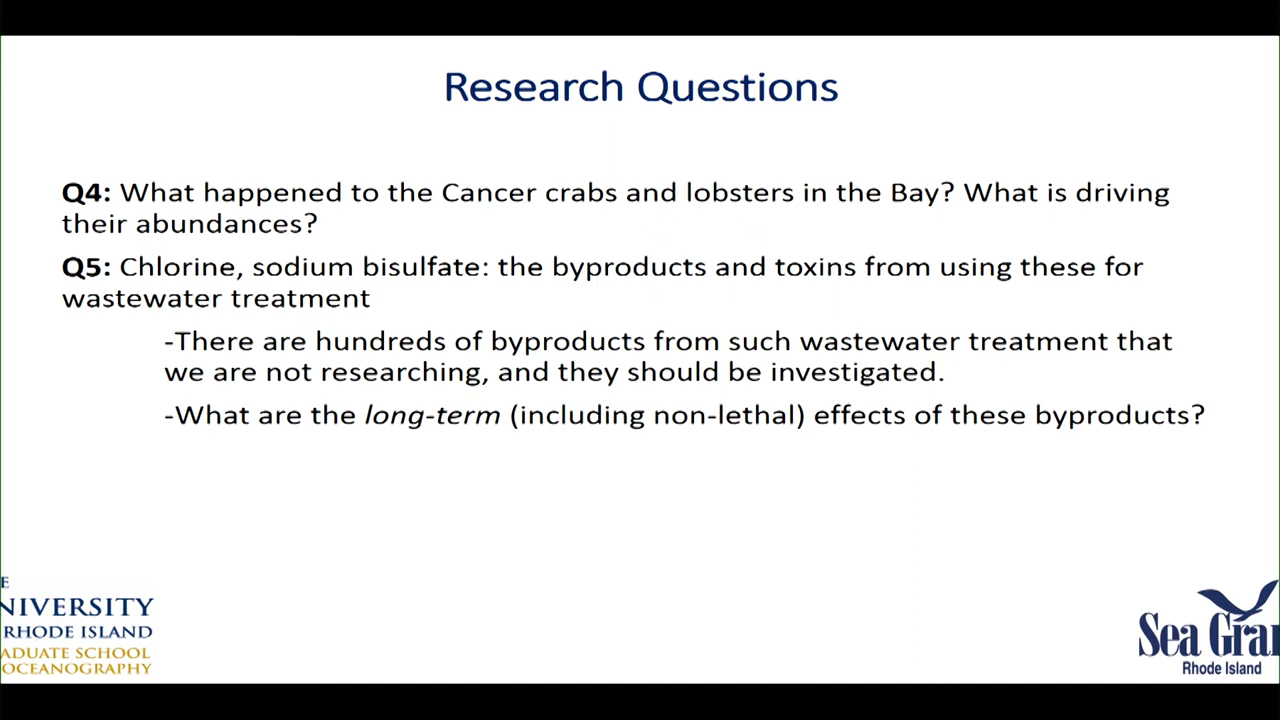 Research Questions
Q4: What happened to the Cancer crabs and lobsters in the Bay? What is driving
their abundances?
Q5: Chlorine, sodium bisulfate: the byproducts and toxins from using these for
wastewater treatment
-There are hundreds of byproducts from such wastewater treatment that
we are not researching, and they should be investigated.
-What are the long-term (including non-lethal) effects of these byproducts?
E
NIVERSITY
RHODE ISLAND
ADUATE SCHOOL
OCEANOGRAPHY
Sea Gra
Rhode Island